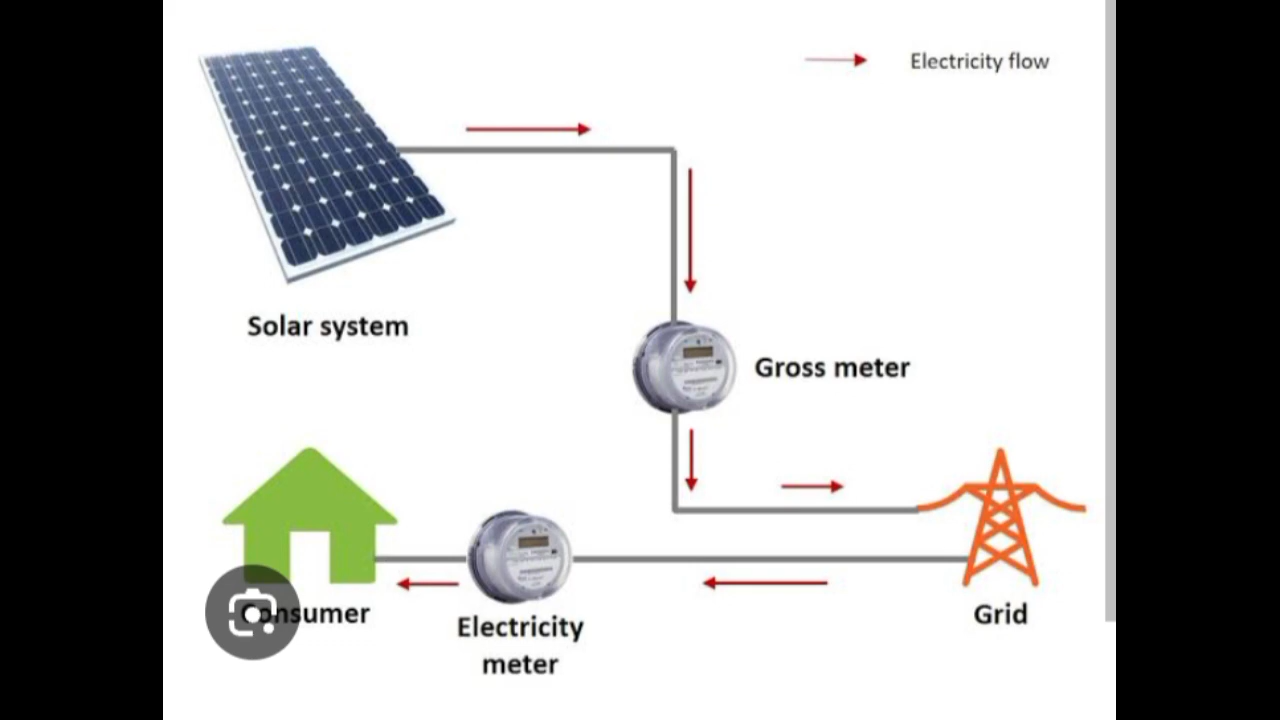 Electricity flow
Solar system
Gross meter
Consumer
Electricity
meter
Grid